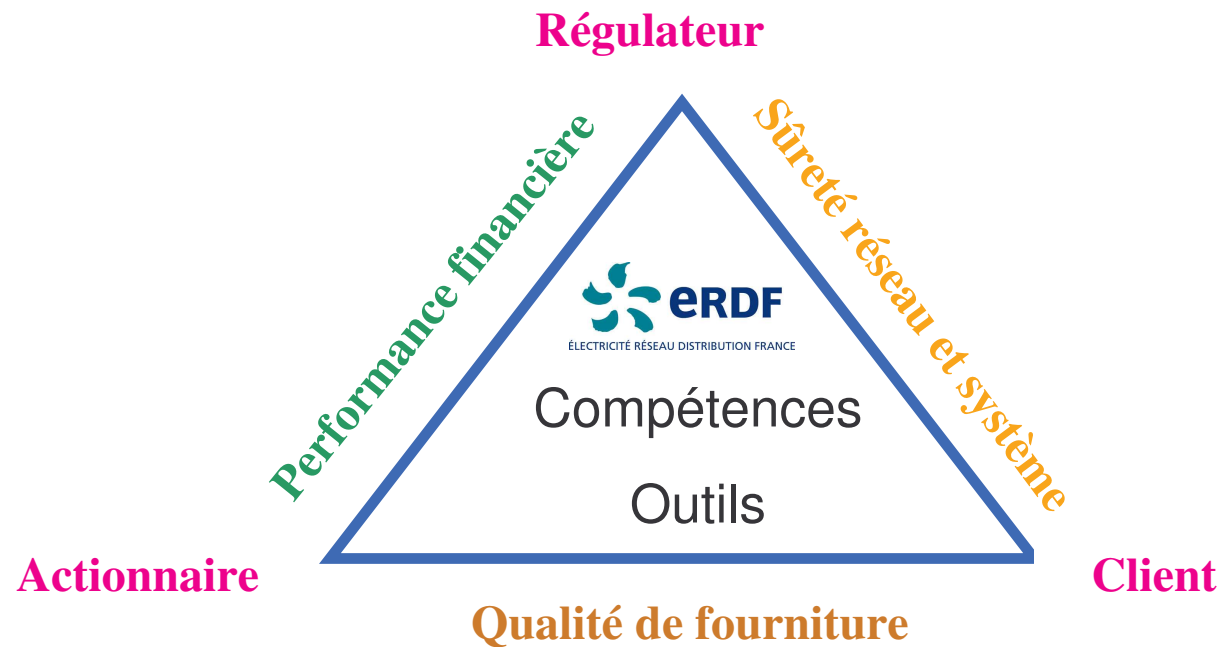 Régulateur
Performance financière
Sûreté réseau et système
eRDF
ÉLECTRICITÉ RÉSEAU DISTRIBUTION FRANCE
Compétences
Outils
Actionnaire
Client
Qualité de fourniture